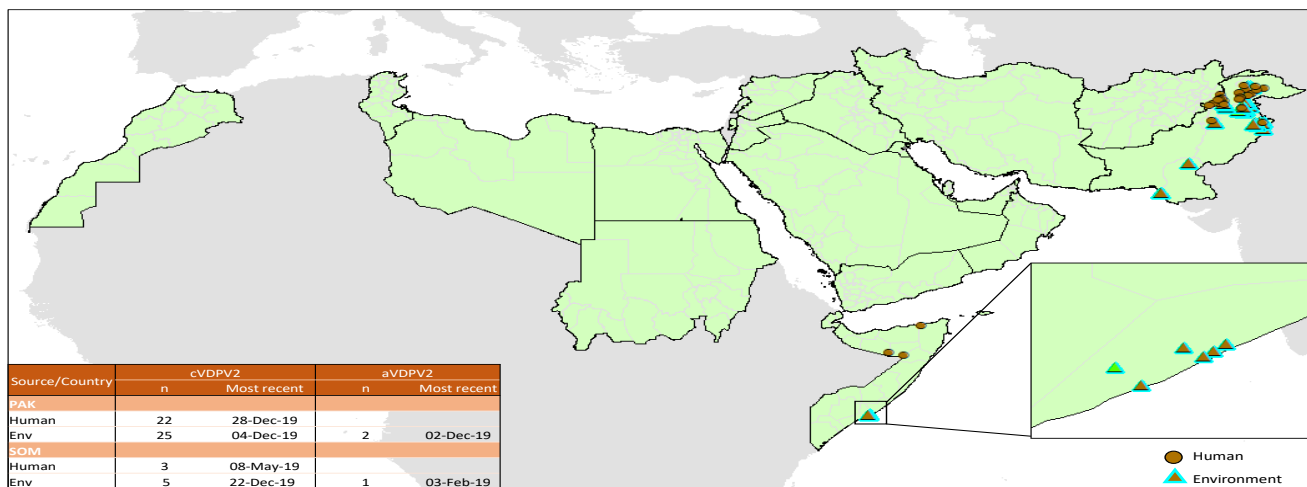 Source/Country cVDPV2 aVDPV2
n Most recent n Most recent
PAK
Human 22 28-Dec-19
Env 25 04-Dec-19 2 02-Dec-19
SOM
Human 3 08-May-19
Env 5 22-Dec-19 1 03-Feb-19
Human
Environment